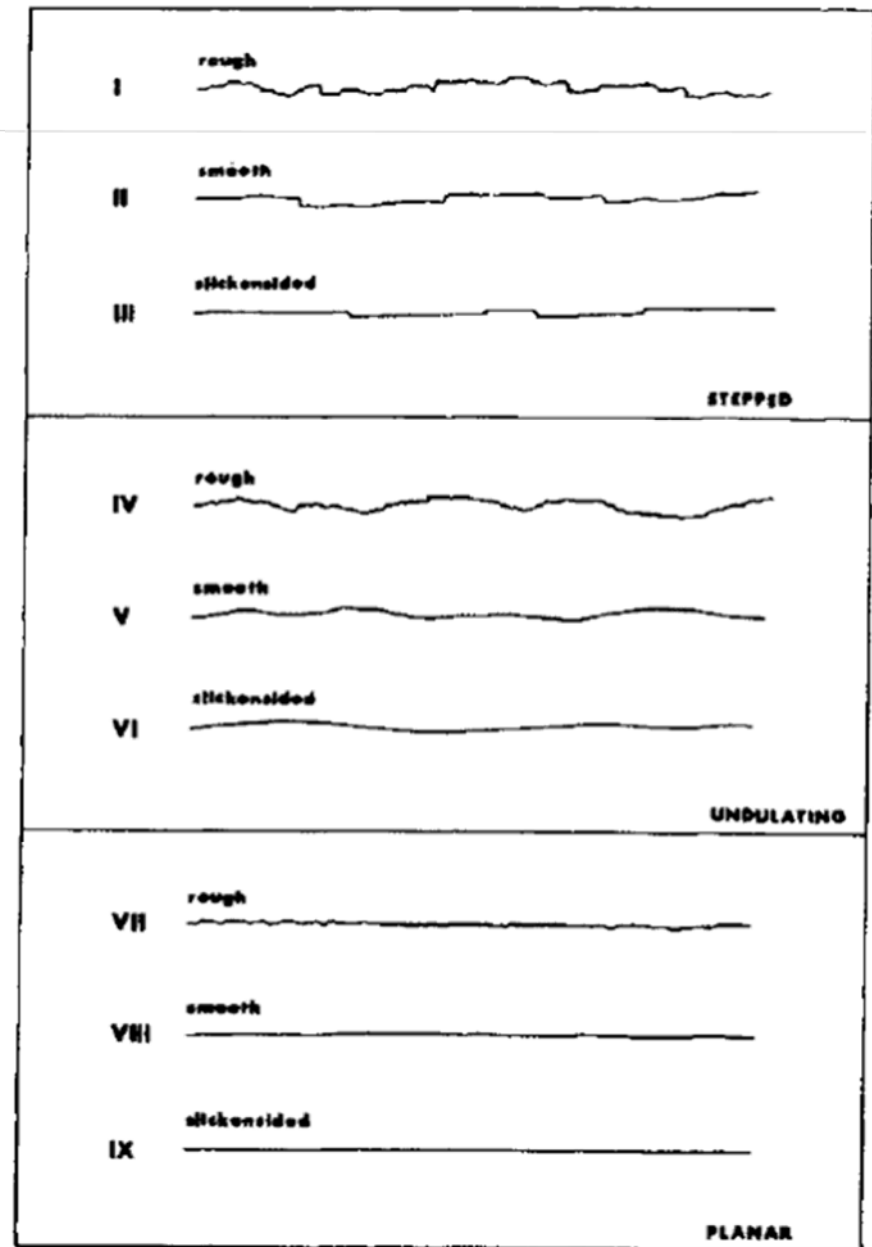 rough
I
smooth
II
slickensided
III
STEPPED
rough
IV
smooth
V
slickensided
VI
UNDULATING
rough
VII
smooth
VIII
slickensided
IX
PLANAR